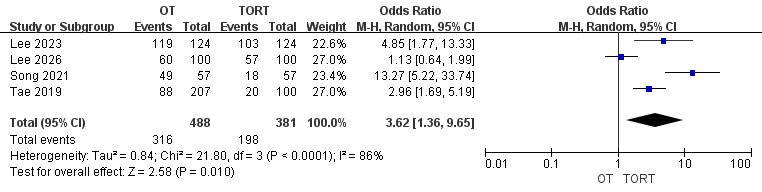 OT TORT Odds Ratio Odds Ratio
Study or Subgroup Events Total Events Total Weight M-H, Random, 95% CI M-H, Random, 95% CI
Lee 2023 119 124 103 124 22.6% 4.85 [1.77, 13.33]
Lee 2026 60 100 57 100 27.0% 1.13 [0.64, 1.99]
Song 2021 49 57 18 57 23.4% 13.27 [5.22, 33.74]
Tae 2019 88 207 20 100 27.0% 2.96 [1.69, 5.19]
Total (95% CI) 488 381 100.0% 3.62 [1.36, 9.65]
Total events 316 198
Heterogeneity: Tau² = 0.84; Chi² = 21.80, df = 3 (P < 0.0001); I² = 86%
Test for overall effect: Z = 2.58 (P = 0.010)
0.01 0.1 1 10 100
OT TORT